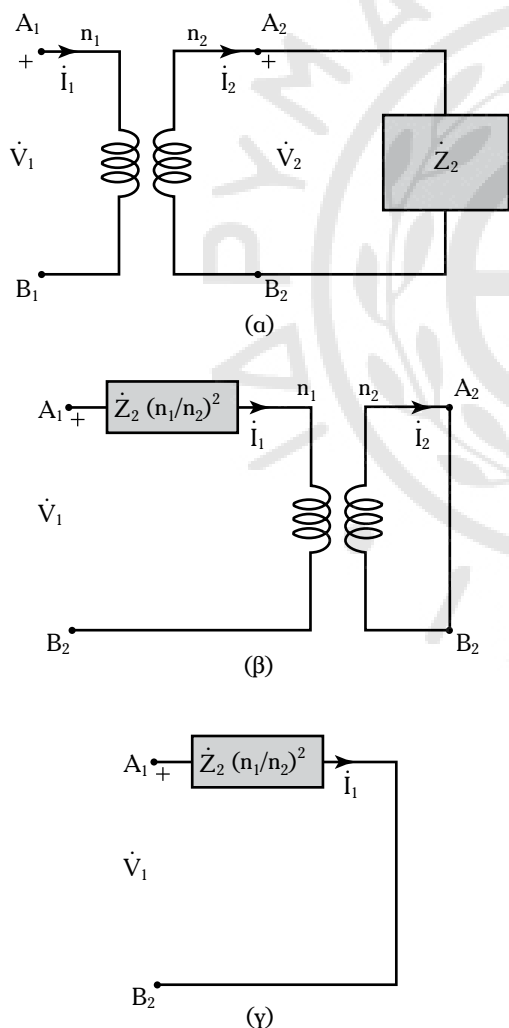 A₁ n₁ n₂ A₂
+ İ₁ İ₂ +
V̇₁ V̇₂ Ż₂
B₁ B₂
(α)
A₁ + Ż₂ (n₁/n₂)² n₁ n₂ A₂
İ₁ İ₂
V̇₁
B₂ B₂
(β)
A₁ + Ż₂ (n₁/n₂)²
İ₁
V̇₁
B₂
(γ)
ΠΥΡΑ